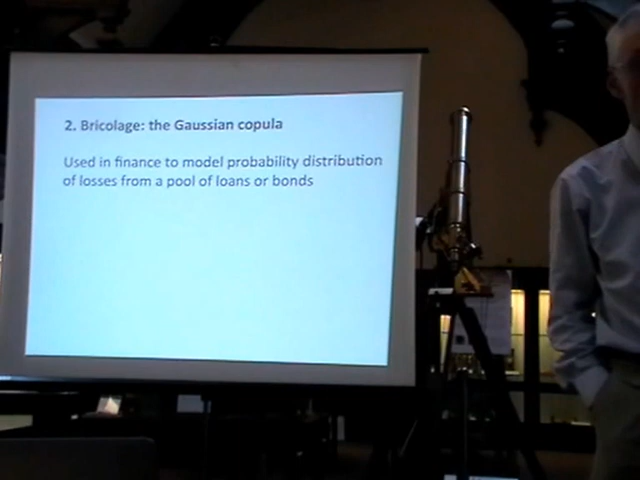 2. Bricolage: the Gaussian copula
Used in finance to model probability distribution
of losses from a pool of loans or bonds